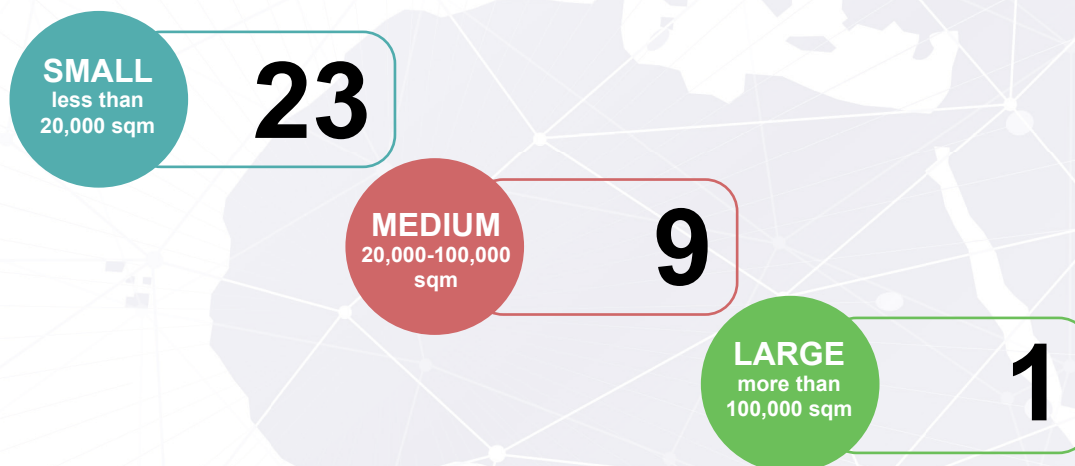 SMALL
less than
20,000 sqm
23
MEDIUM
20,000-100,000
sqm
9
LARGE
more than
100,000 sqm
1